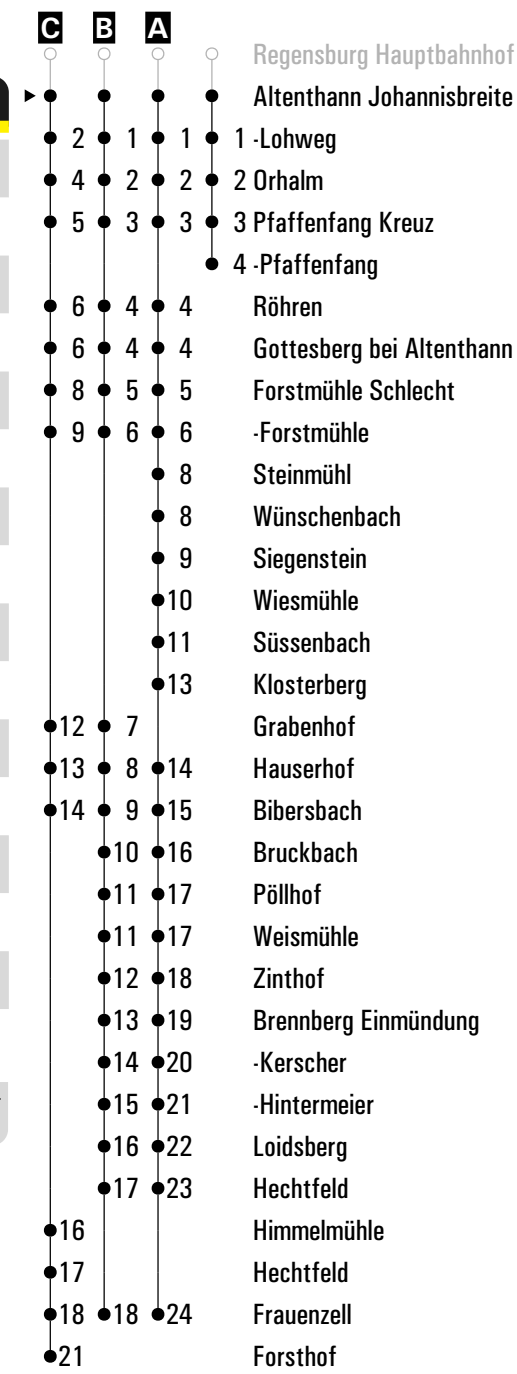 C B A
Regensburg Hauptbahnhof
Altenthann Johannisbreite
2 1 1 1 -Lohweg
4 2 2 2 Orhalm
5 3 3 3 Pfaffenfang Kreuz
4 -Pfaffenfang
6 4 4 Röhren
6 4 4 Gottesberg bei Altenthann
8 5 5 Forstmühle Schlecht
9 6 6 -Forstmühle
8 Steinmühl
8 Wünschenbach
9 Siegenstein
10 Wiesmühle
11 Süssenbach
13 Klosterberg
12 7 Grabenhof
13 8 14 Hauserhof
14 9 15 Bibersbach
10 16 Bruckbach
11 17 Pöllhof
11 17 Weismühle
12 18 Zinthof
13 19 Brennberg Einmündung
14 20 -Kerscher
15 21 -Hintermeier
16 22 Loidsberg
17 23 Hechtfeld
16 Himmelmühle
17 Hechtfeld
18 18 24 Frauenzell
21 Forsthof